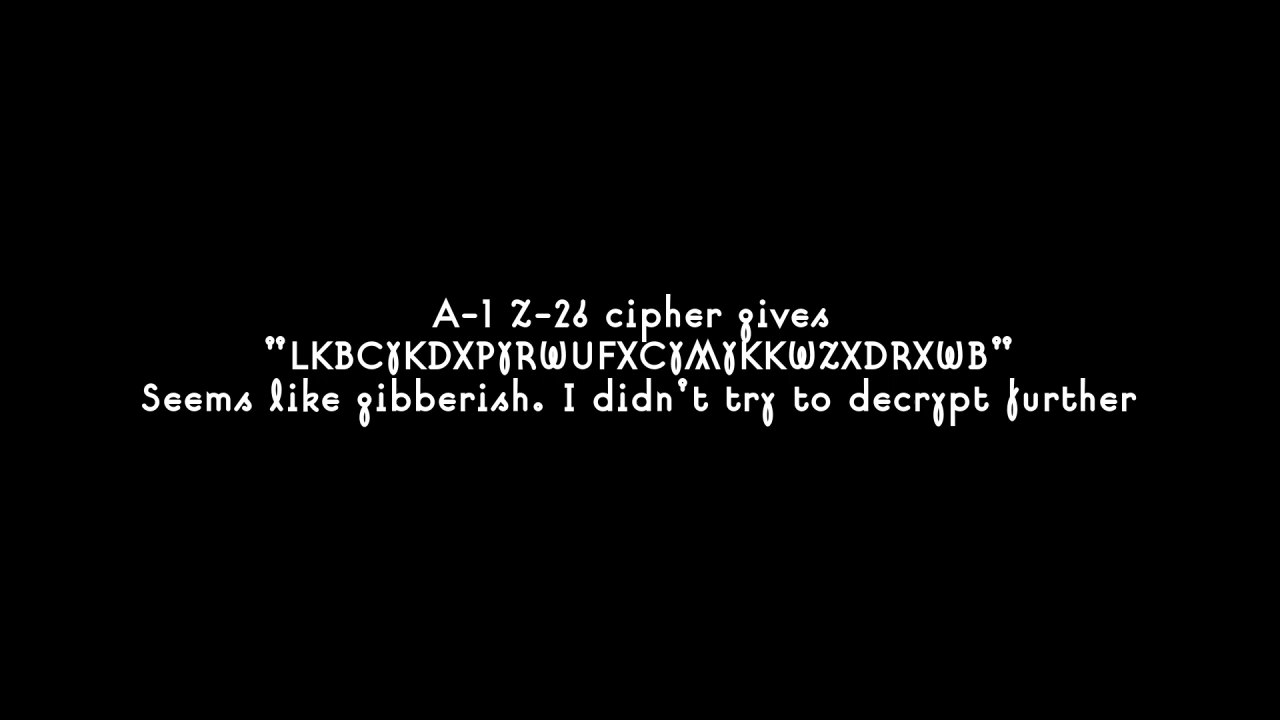 A-1 Z-26 cipher gives
"LKBCYKDXPYRWUFXCYMYKKWZXDRXWB"
Seems like gibberish. I didn't try to decrypt further